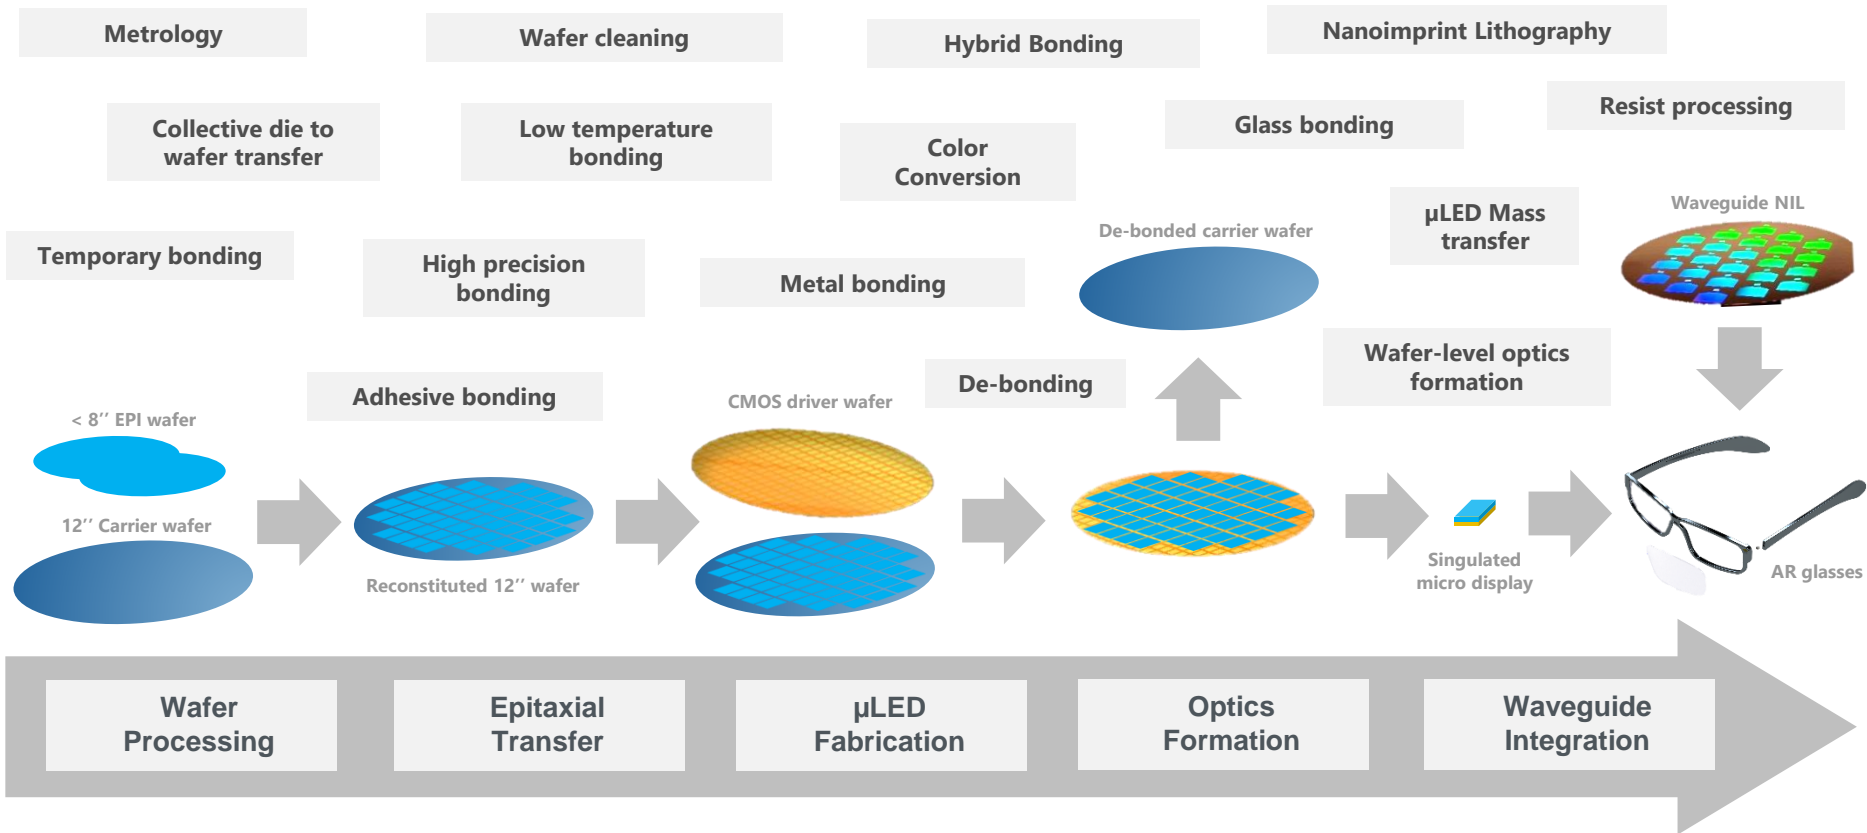 Metrology
Wafer cleaning
Hybrid Bonding
Nanoimprint Lithography
Collective die to
wafer transfer
Low temperature
bonding
Color
Conversion
Glass bonding
Resist processing
Temporary bonding
High precision
bonding
Metal bonding
De-bonded carrier wafer
µLED Mass
transfer
Waveguide NIL
Adhesive bonding
De-bonding
Wafer-level optics
formation
< 8’’ EPI wafer
12’’ Carrier wafer
Reconstituted 12’’ wafer
CMOS driver wafer
Singulated
micro display
AR glasses
Wafer
Processing
Epitaxial
Transfer
µLED
Fabrication
Optics
Formation
Waveguide
Integration